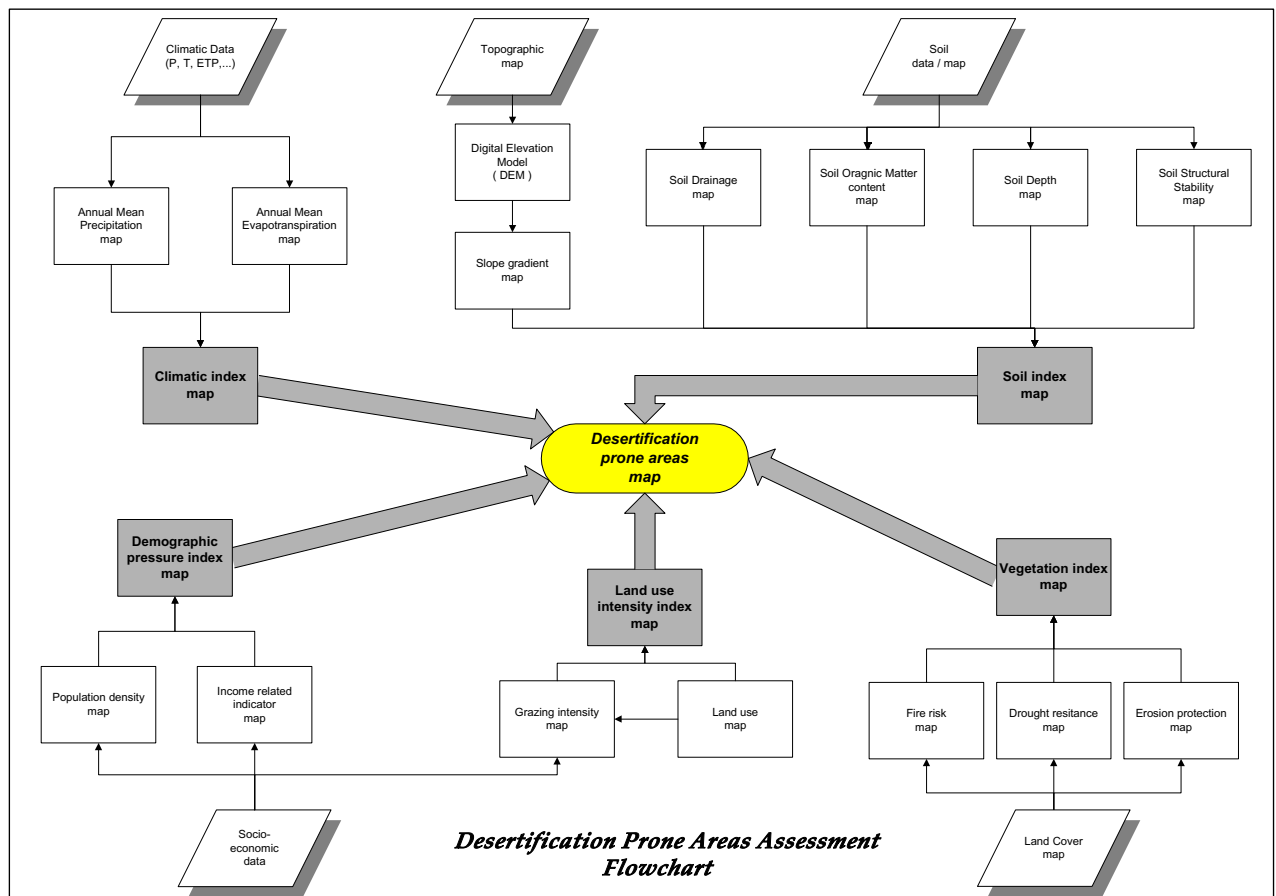 Climatic Data
(P, T, ETP,...)
Topographic
map
Soil
data / map
Digital Elevation
Model
( DEM )
Soil Drainage
map
Soil Oragnic Matter
content
map
Soil Depth
map
Soil Structural
Stability
map
Annual Mean
Precipitation
map
Annual Mean
Evapotranspiration
map
Slope gradient
map
Climatic index
map
Soil index
map
Desertification
prone areas
map
Demographic
pressure index
map
Land use
intensity index
map
Vegetation index
map
Population density
map
Income related
indicator
map
Grazing intensity
map
Land use
map
Fire risk
map
Drought resitance
map
Erosion protection
map
Socio-
economic
data
Desertification Prone Areas Assessment
Flowchart
Land Cover
map